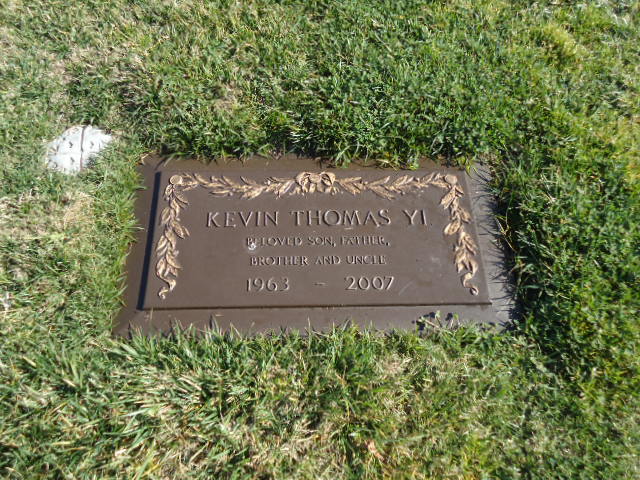 KEVIN THOMAS YI
BELOVED SON, FATHER,
BROTHER AND UNCLE
1963 – 2007